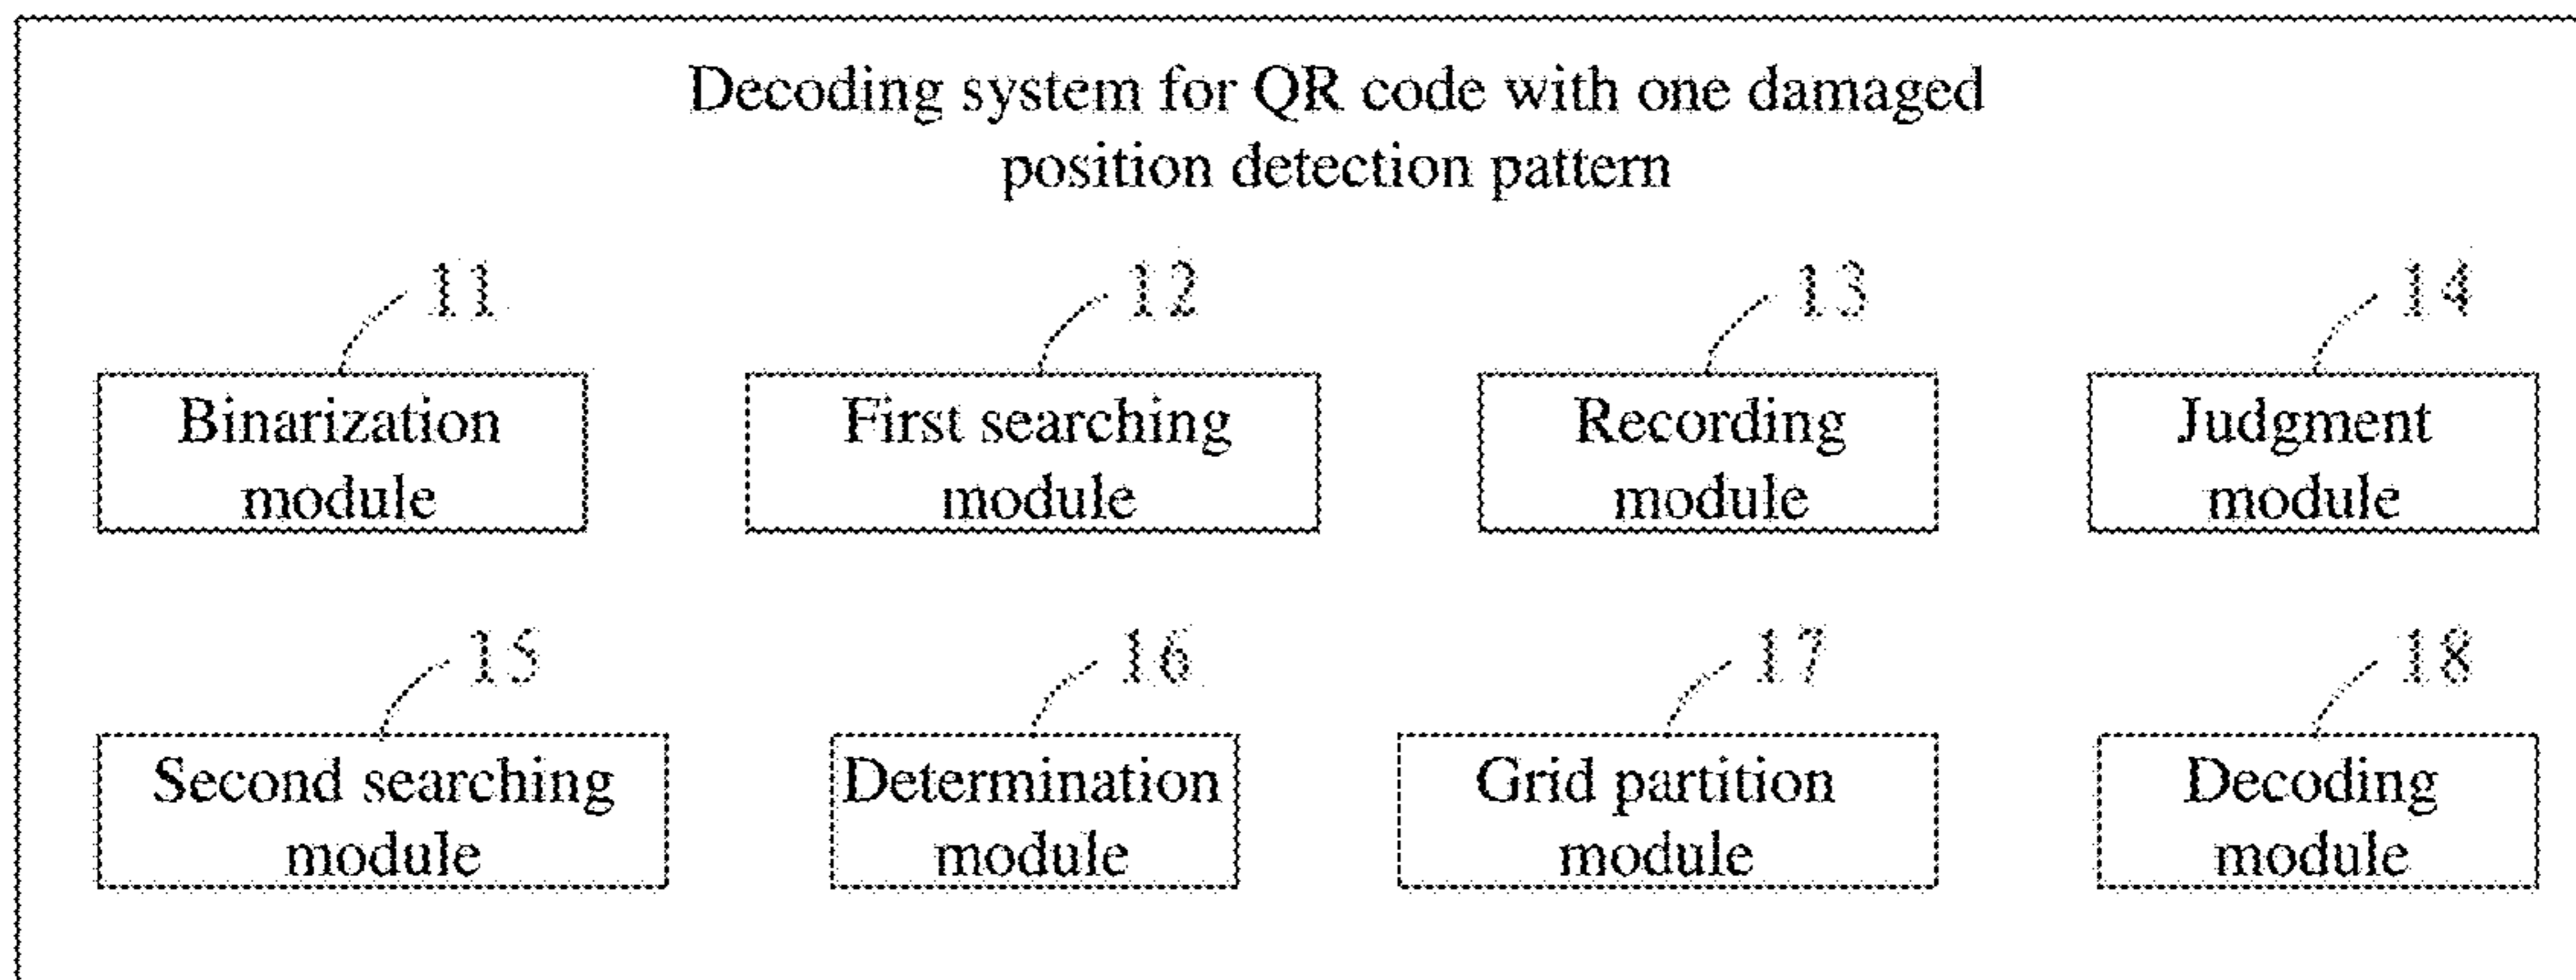 Decoding system for QR code with one damaged
position detection pattern
11
12
13
14
Binarization
module
First searching
module
Recording
module
Judgment
module
15
16
17
18
Second searching
module
Determination
module
Grid partition
module
Decoding
module